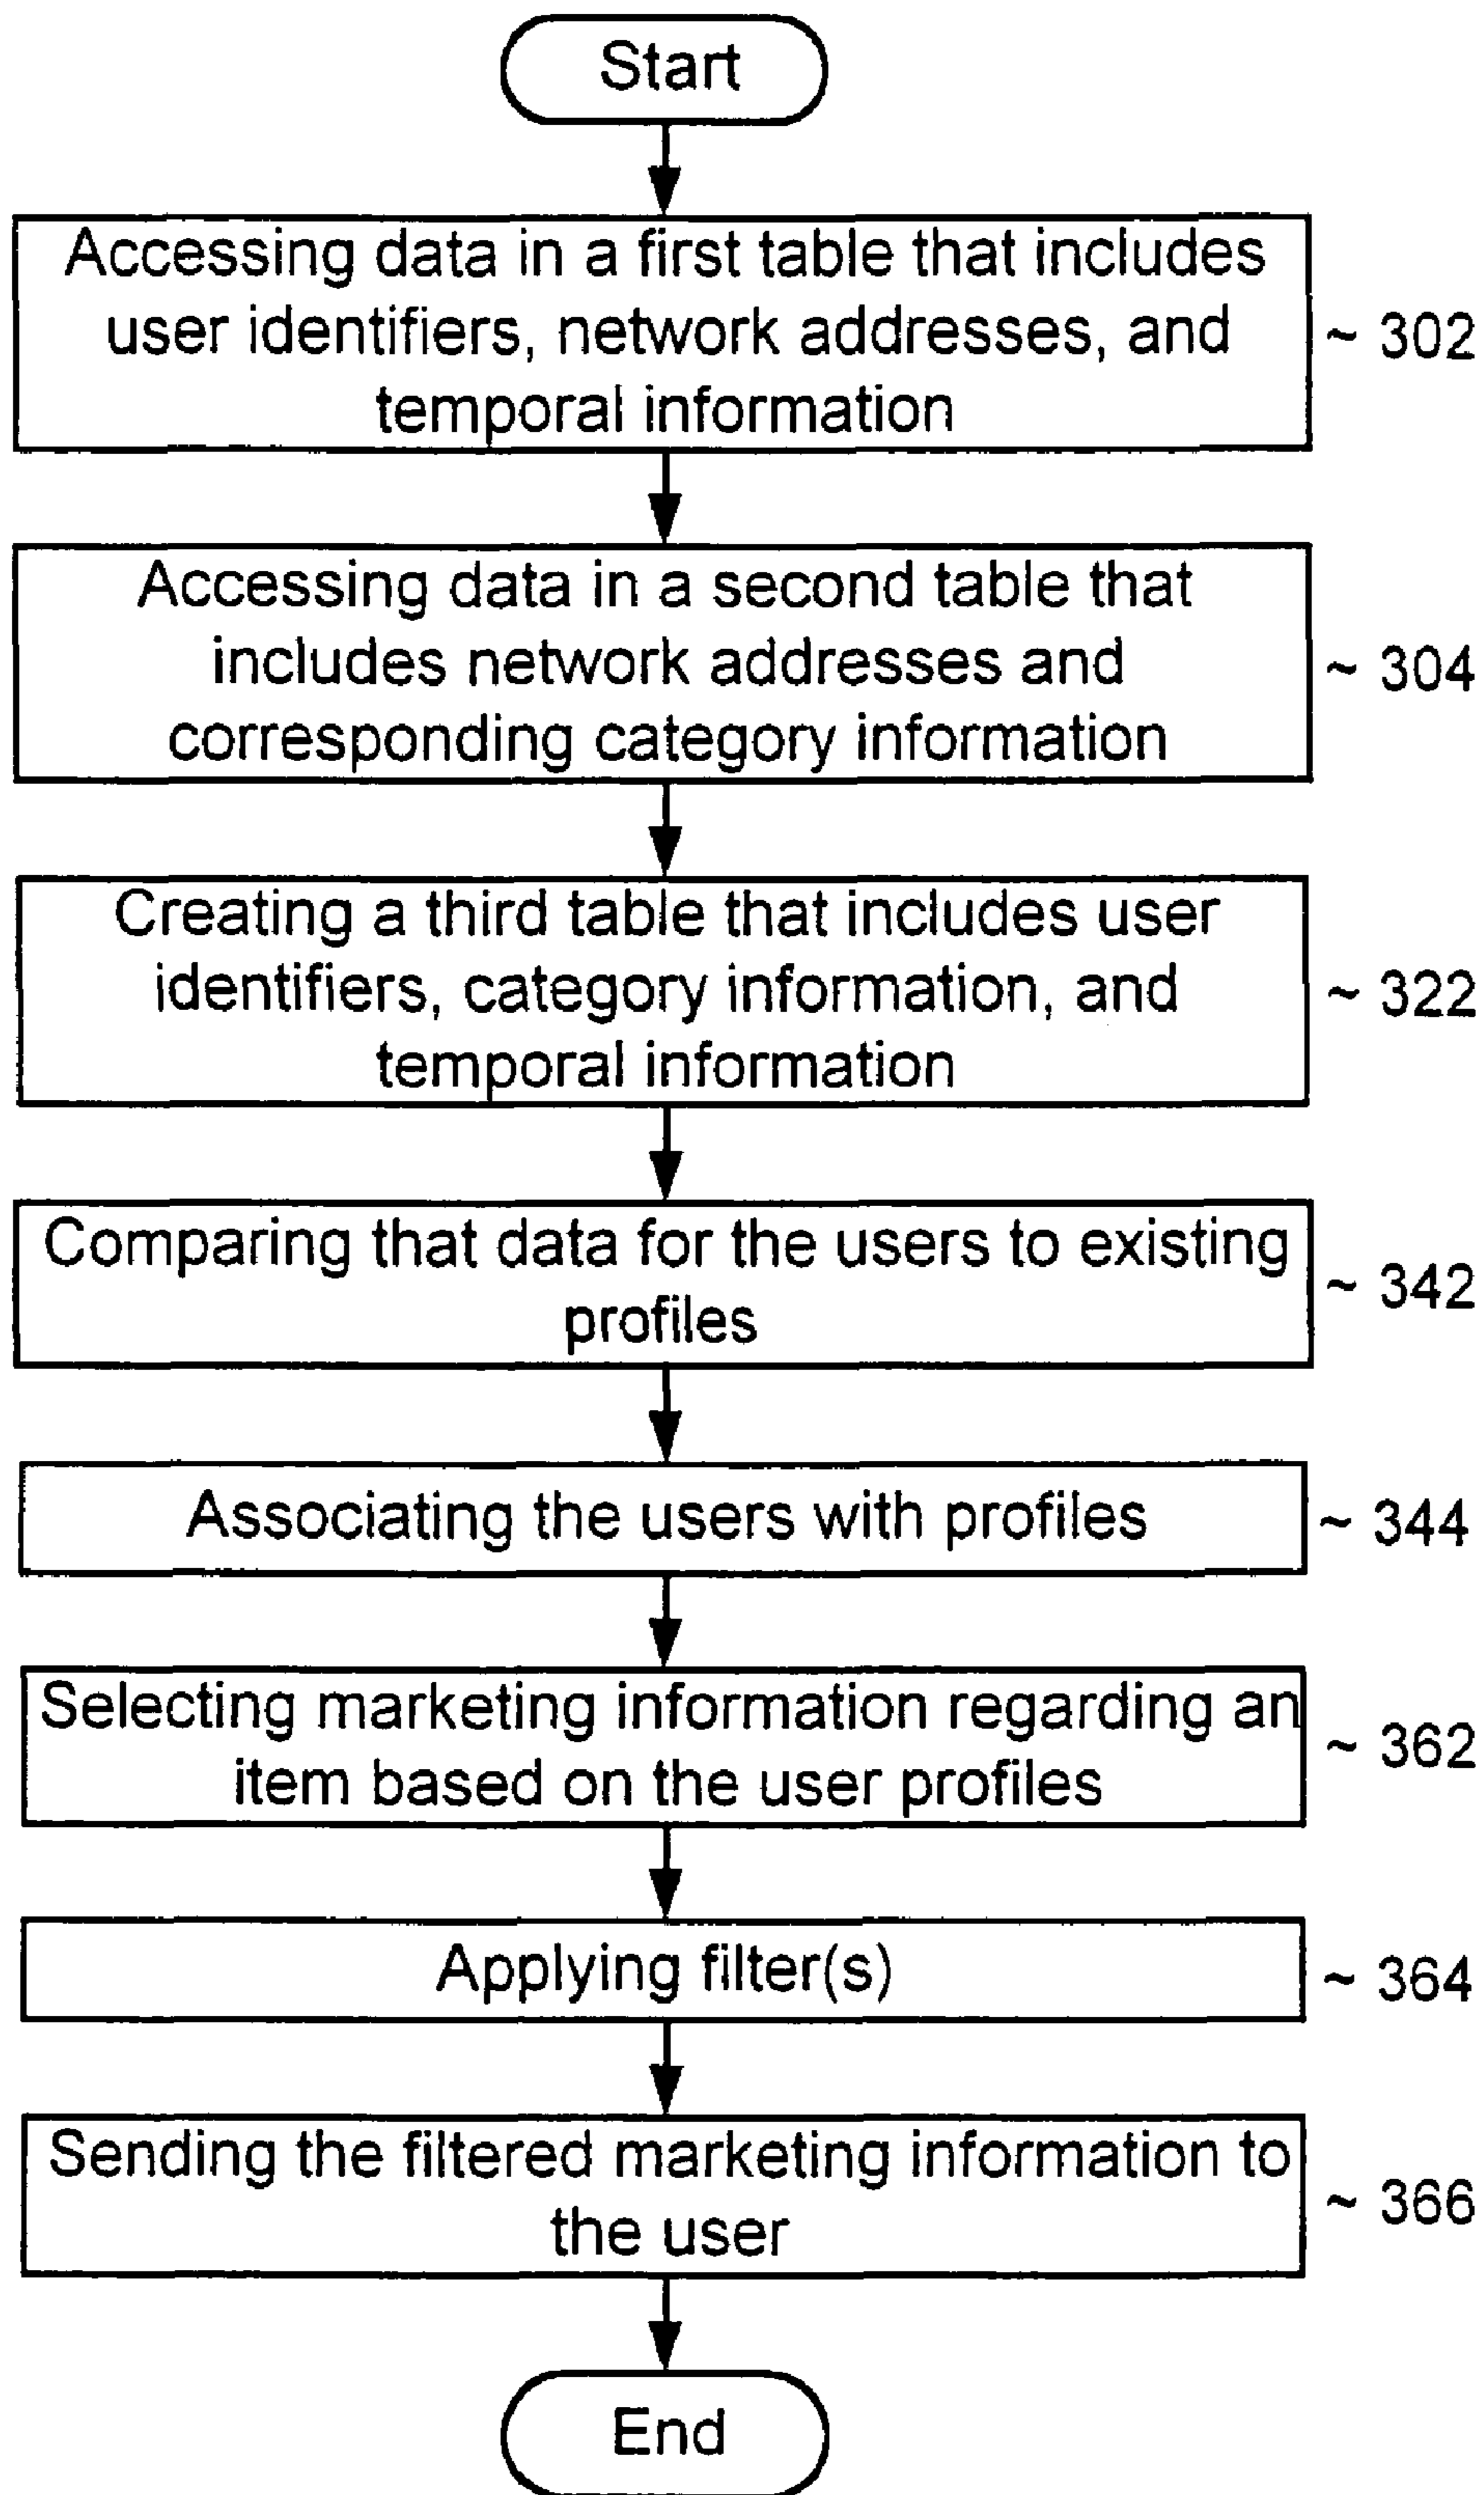 Start
Accessing data in a first table that includes
user identifiers, network addresses, and
temporal information
~ 302
Accessing data in a second table that
includes network addresses and
corresponding category information
~ 304
Creating a third table that includes user
identifiers, category information, and
temporal information
~ 322
Comparing that data for the users to existing
profiles
~ 342
Associating the users with profiles
~ 344
Selecting marketing information regarding an
item based on the user profiles
~ 362
Applying filter(s)
~ 364
Sending the filtered marketing information to
the user
~ 366
End